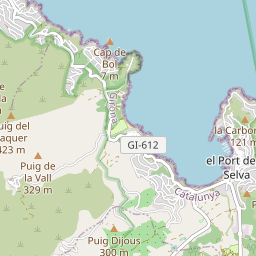 Cap de
Bol
7 m
Girona
Puig del
aquer
423 m
GI-612
la Carbon
121 m
el Port de
Selva
Puig de
la Vall
329 m
Catalunya
Puig Dijous
300 m